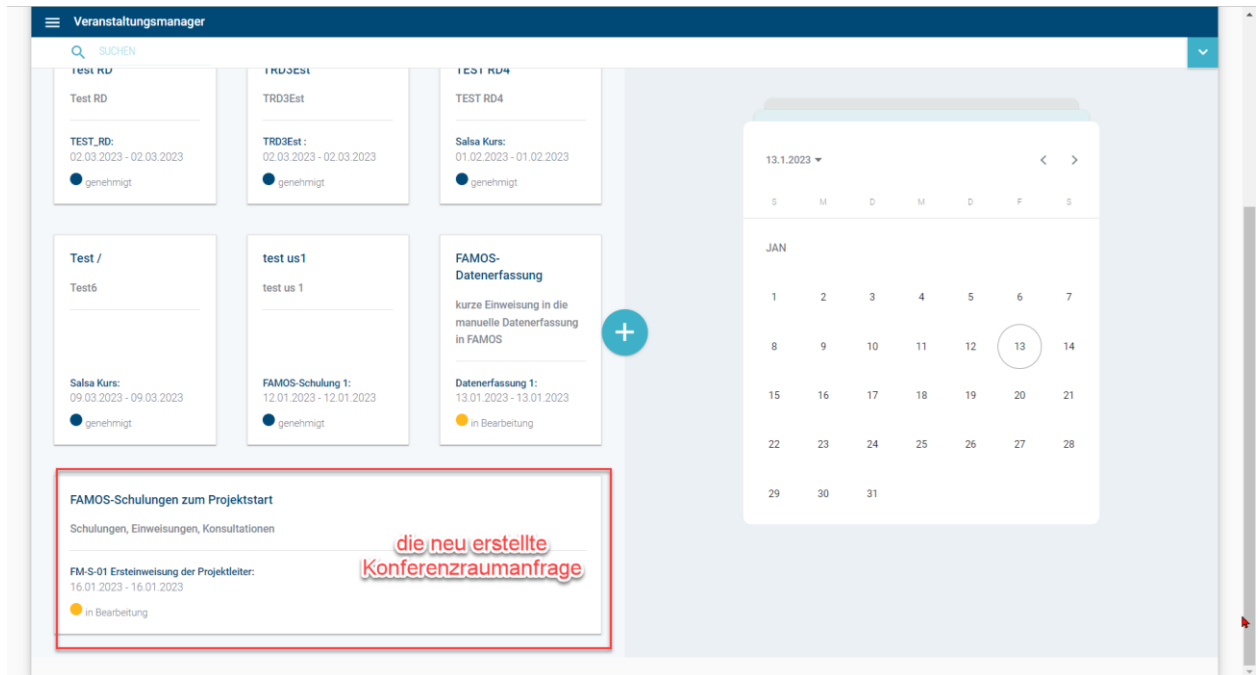 Veranstaltungsmanager
SUCHEN
Test RD
TRD3Est
TEST RD4
Test RD
TRD3Est
TEST RD4
TEST_RD:
02.03.2023 - 02.03.2023
genehmigt
TRD3Est :
02.03.2023 - 02.03.2023
genehmigt
Salsa Kurs:
01.02.2023 - 01.02.2023
genehmigt
Test /
Test6
Salsa Kurs:
09.03.2023 - 09.03.2023
genehmigt
test us1
test us 1
FAMOS-Schulung 1:
12.01.2023 - 12.01.2023
genehmigt
FAMOS-
Datenerfassung
kurze Einweisung in die
manuelle Datenerfassung
in FAMOS
Datenerfassung 1:
13.01.2023 - 13.01.2023
in Bearbeitung
FAMOS-Schulungen zum Projektstart
Schulungen, Einweisungen, Konsultationen
FM-S-01 Ersteinweisung der Projektleiter:
16.01.2023 - 16.01.2023
in Bearbeitung
die neu erstellte
Konferenzraumanfrage
13.1.2023
S M D M D F S
JAN
1 2 3 4 5 6 7
8 9 10 11 12 13 14
15 16 17 18 19 20 21
22 23 24 25 26 27 28
29 30 31